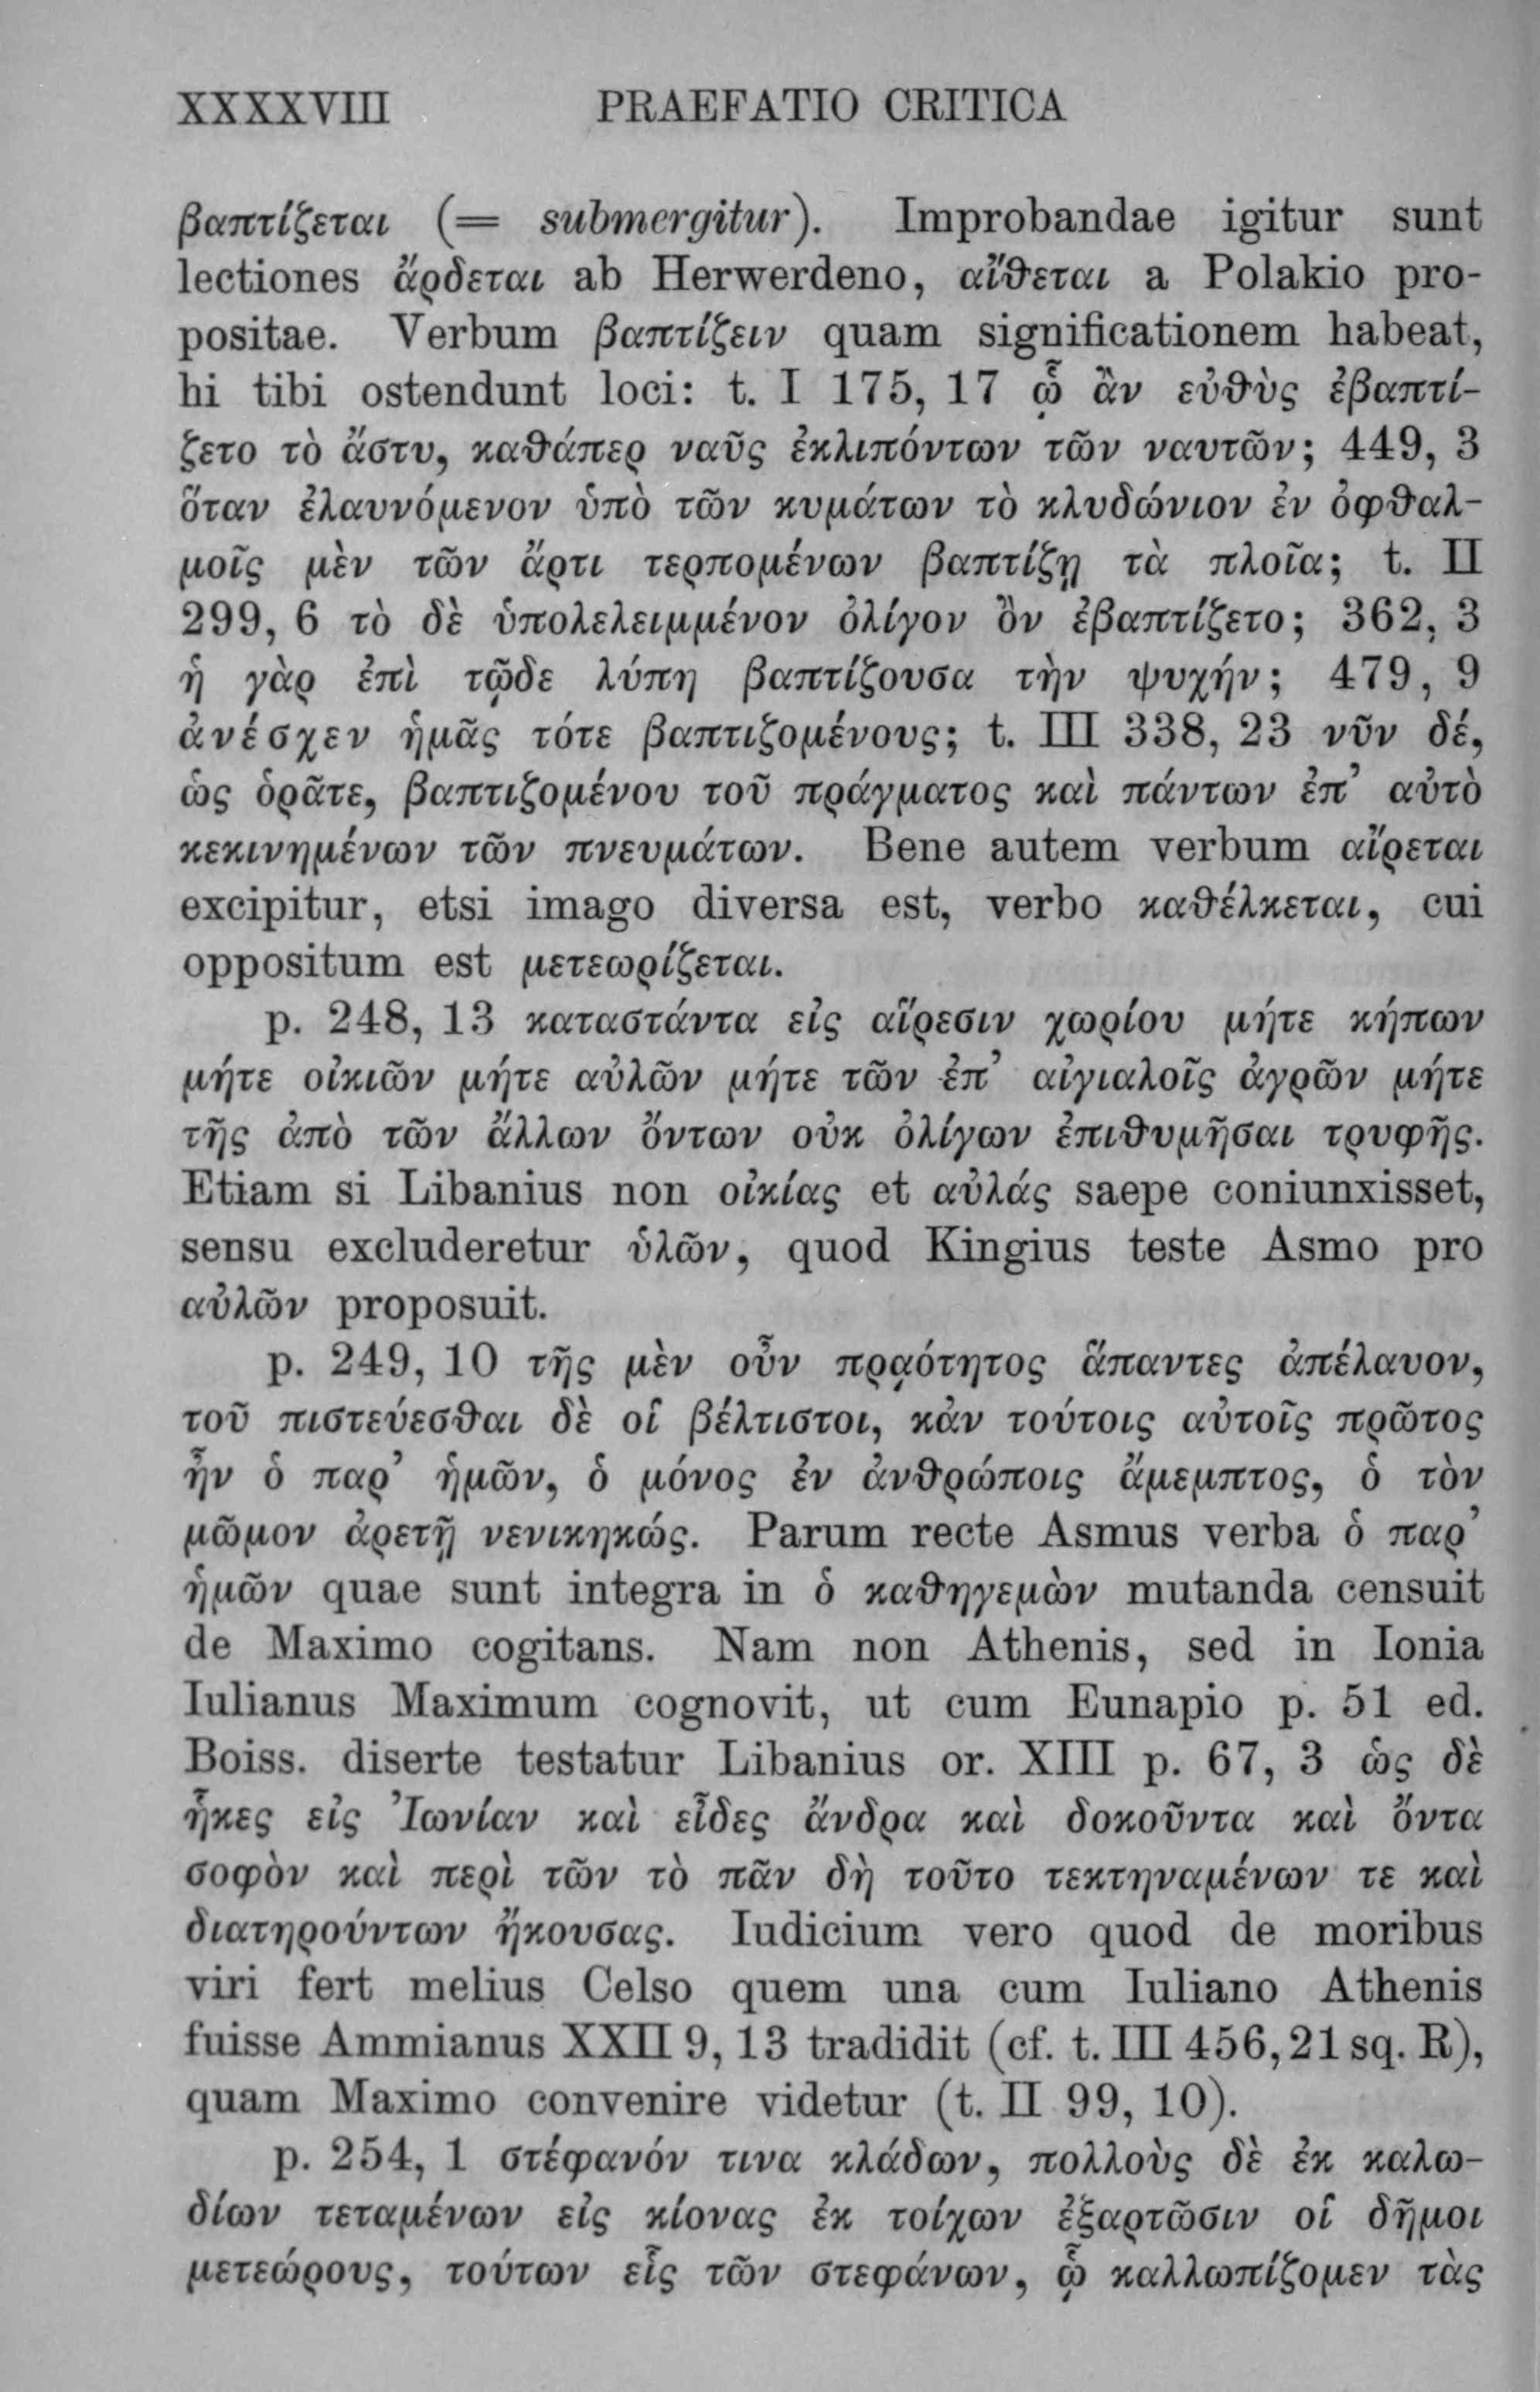 XXXXVIII PRAEFATIO CRITICA
βαπτίζεται (= submergitur). Improbandae igitur sunt
lectiones ἄρδεται ab Herwerdeno, αἴθεται a Polakio pro-
positae. Verbum βαπτίζειν quam significationem habeat,
hi tibi ostendunt loci: t. I 175, 17 ᾧ ἂν εὐθὺς ἐβαπτί-
ζετο τὸ ἄστυ, καθάπερ ναῦς ἐκλιπόντων τῶν ναυτῶν; 449, 3
ὅταν ἐλαυνόμενον ὑπὸ τῶν κυμάτων τὸ κλυδώνιον ἐν ὀφθαλ-
μοῖς μὲν τῶν ἄρτι τερπομένων βαπτίζῃ τὰ πλοῖα; t. II
299, 6 τὸ δὲ ὑπολελειμμένον ὀλίγον ὂν ἐβαπτίζετο; 362, 3
ἡ γὰρ ἐπὶ τῷδε λύπη βαπτίζουσα τὴν ψυχήν; 479, 9
ἀνέσχεν ἡμᾶς τότε βαπτιζομένους; t. III 338, 23 νῦν δέ,
ὡς ὁρᾶτε, βαπτιζομένου τοῦ πράγματος καὶ πάντων ἐπ’ αὐτὸ
κεκινημένων τῶν πνευμάτων. Bene autem verbum αἴρεται
excipitur, etsi imago diversa est, verbo καθέλκεται, cui
oppositum est μετεωρίζεται.
p. 248, 13 καταστάντα εἰς αἵρεσιν χωρίου μήτε κήπων
μήτε οἰκιῶν μήτε αὐλῶν μήτε τῶν ἐπ’ αἰγιαλοῖς ἀγρῶν μήτε
τῆς ἀπὸ τῶν ἄλλων ὄντων οὐκ ὀλίγων ἐπιθυμῆσαι τρυφῆς.
Etiam si Libanius non οἰκίας et αὐλάς saepe coniunxisset,
sensu excluderetur ὑλῶν, quod Kingius teste Asmo pro
αὐλῶν proposuit.
p. 249, 10 τῆς μὲν οὖν πρᾳότητος ἅπαντες ἀπέλαυον,
τοῦ πιστεύεσθαι δὲ οἱ βέλτιστοι, κἀν τούτοις αὐτοῖς πρῶτος
ἦν ὁ παρ’ ἡμῶν, ὁ μόνος ἐν ἀνθρώποις ἄμεμπτος, ὁ τὸν
μῶμον ἀρετῇ νενικηκώς. Parum recte Asmus verba ὁ παρ’
ἡμῶν quae sunt integra in ὁ καθηγεμὼν mutanda censuit
de Maximo cogitans. Nam non Athenis, sed in Ionia
Iulianus Maximum cognovit, ut cum Eunapio p. 51 ed.
Boiss. diserte testatur Libanius or. XIII p. 67, 3 ὡς δὲ
ἧκες εἰς Ἰωνίαν καὶ εἶδες ἄνδρα καὶ δοκοῦντα καὶ ὄντα
σοφὸν καὶ περὶ τῶν τὸ πᾶν δὴ τοῦτο τεκτηναμένων τε καὶ
διατηρούντων ἤκουσας. Iudicium vero quod de moribus
viri fert melius Celso quem una cum Iuliano Athenis
fuisse Ammianus XXII 9, 13 tradidit (cf. t. III 456, 21 sq. R),
quam Maximo convenire videtur (t. II 99, 10).
p. 254, 1 στέφανόν τινα κλάδων, πολλοὺς δὲ ἐκ καλω-
δίων τεταμένων εἰς κίονας ἐκ τοίχων ἐξαρτῶσιν οἱ δῆμοι
μετεώρους, τούτων εἷς τῶν στεφάνων, ᾧ καλλωπίζομεν τὰς